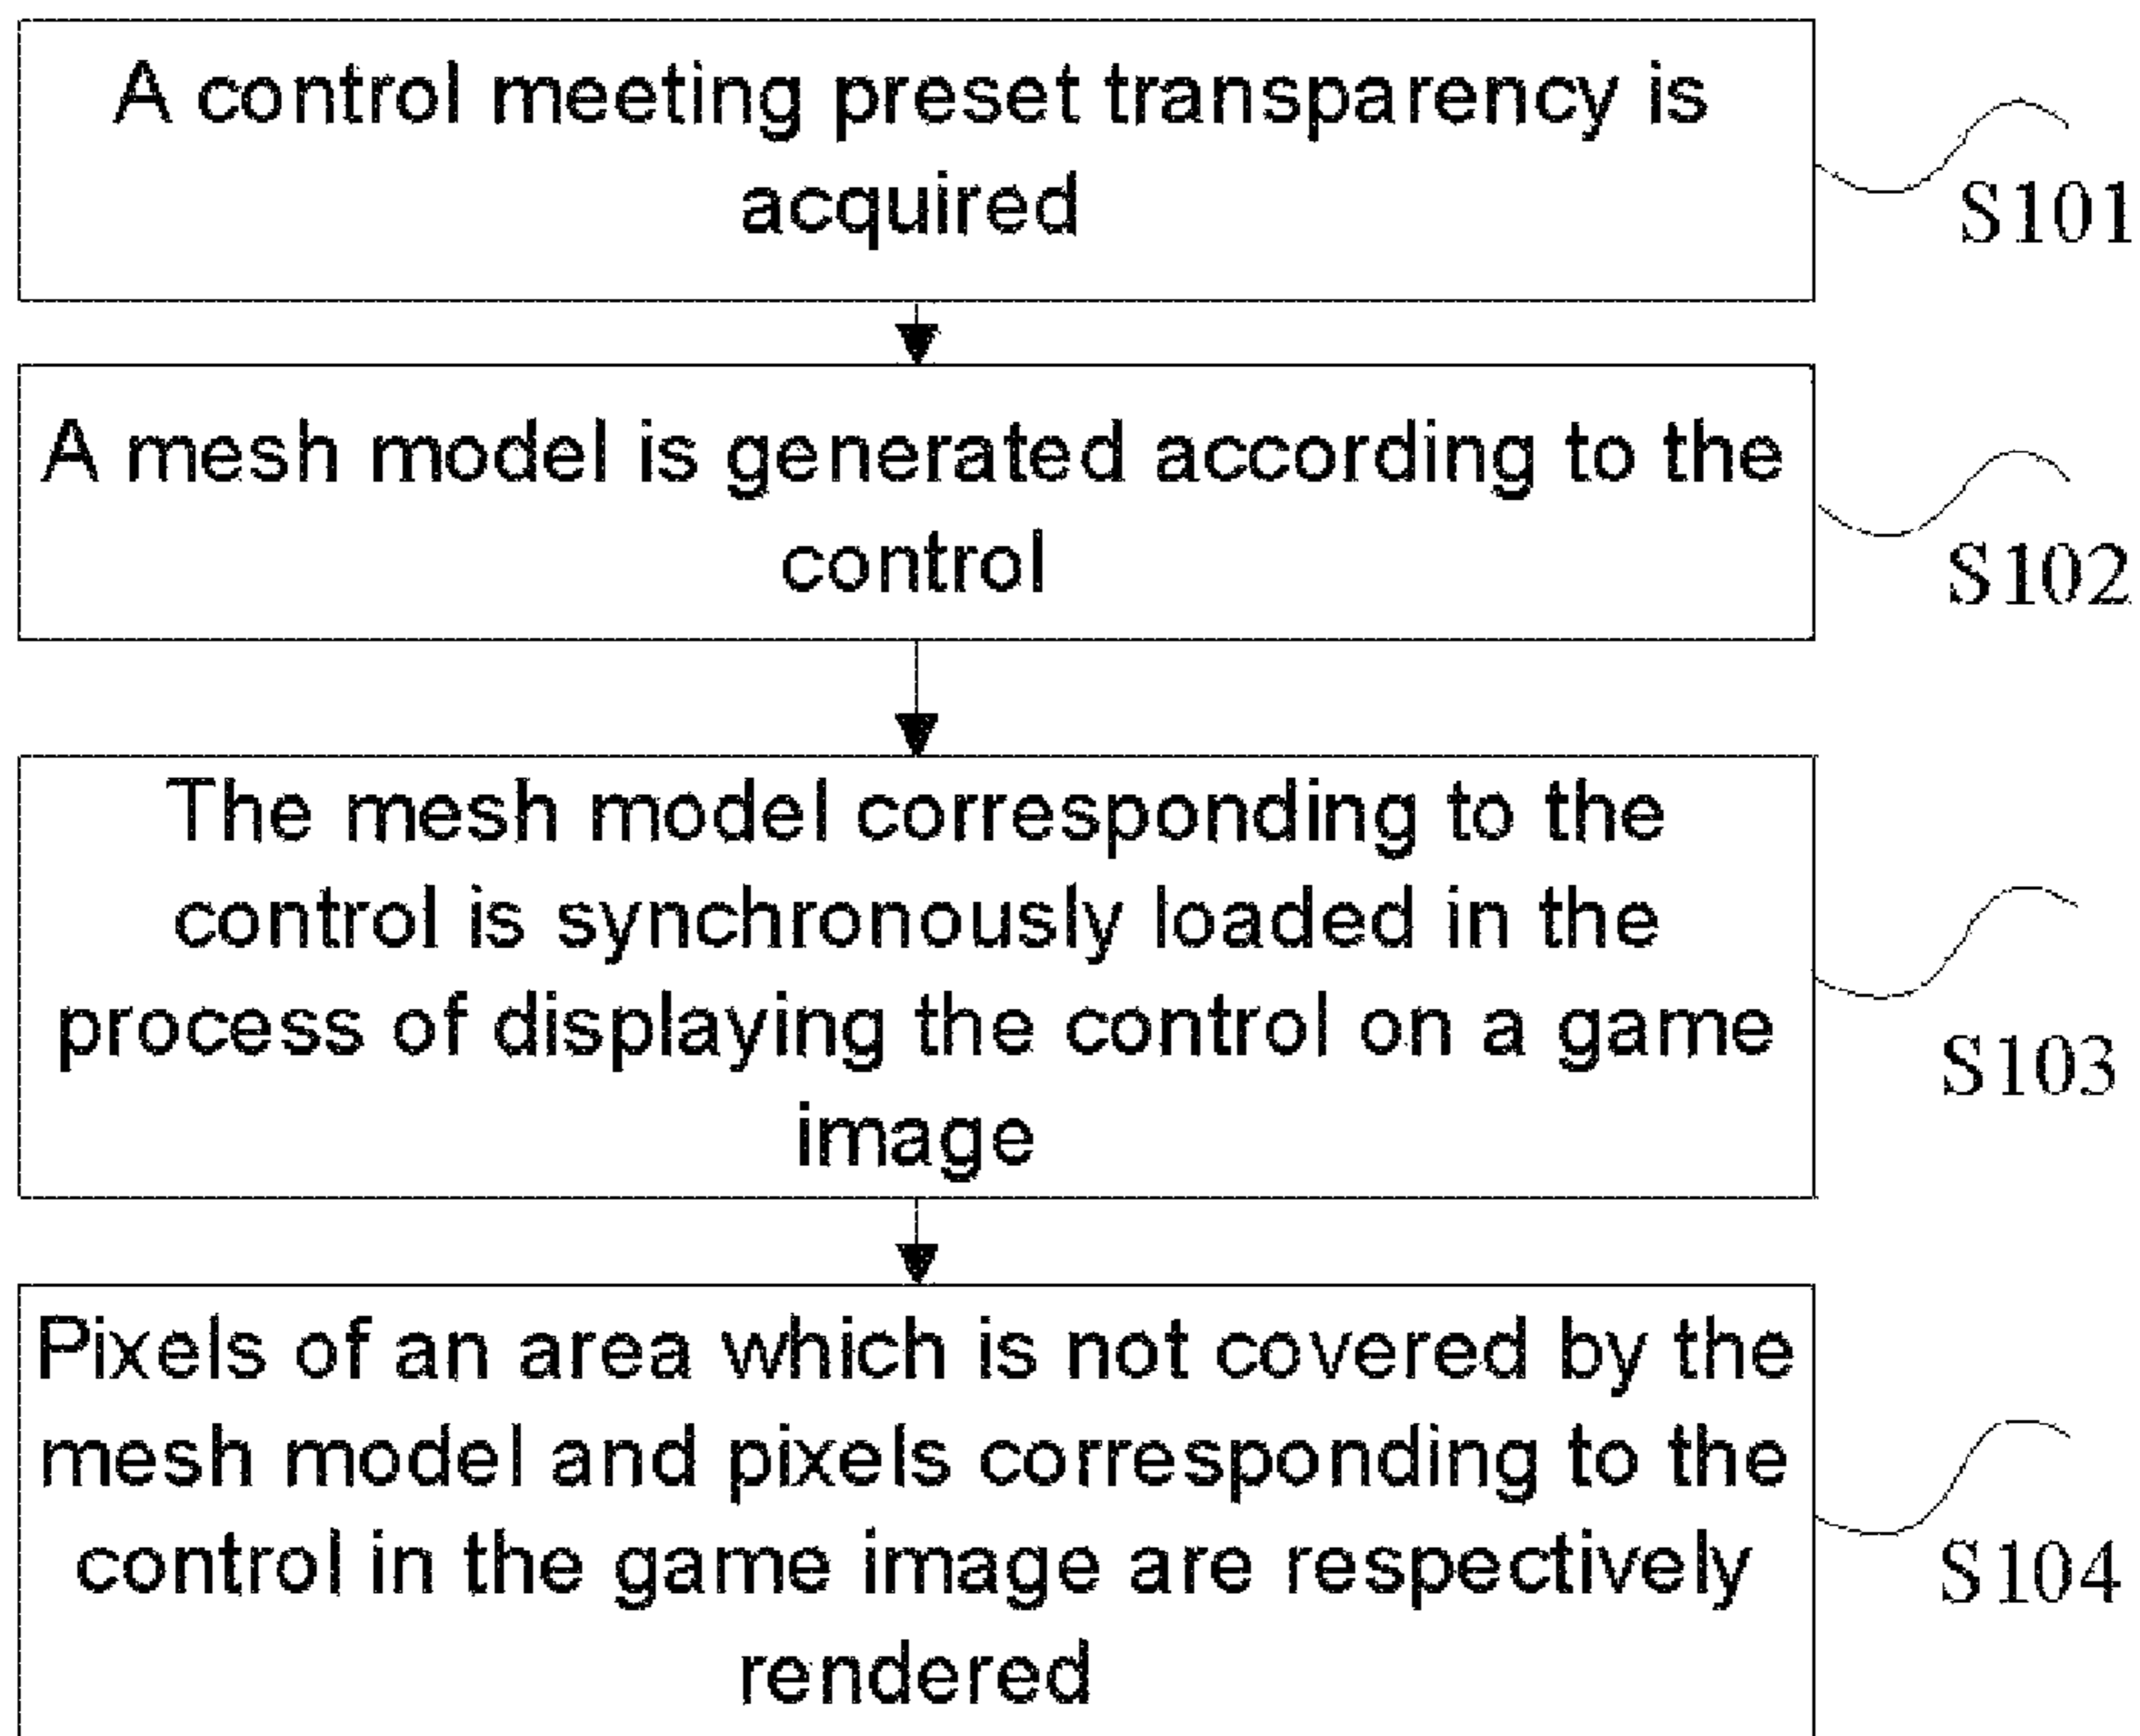 A control meeting preset transparency is
acquired
S101
A mesh model is generated according to the
control
S102
The mesh model corresponding to the
control is synchronously loaded in the
process of displaying the control on a game
image
S103
Pixels of an area which is not covered by the
mesh model and pixels corresponding to the
control in the game image are respectively
rendered
S104